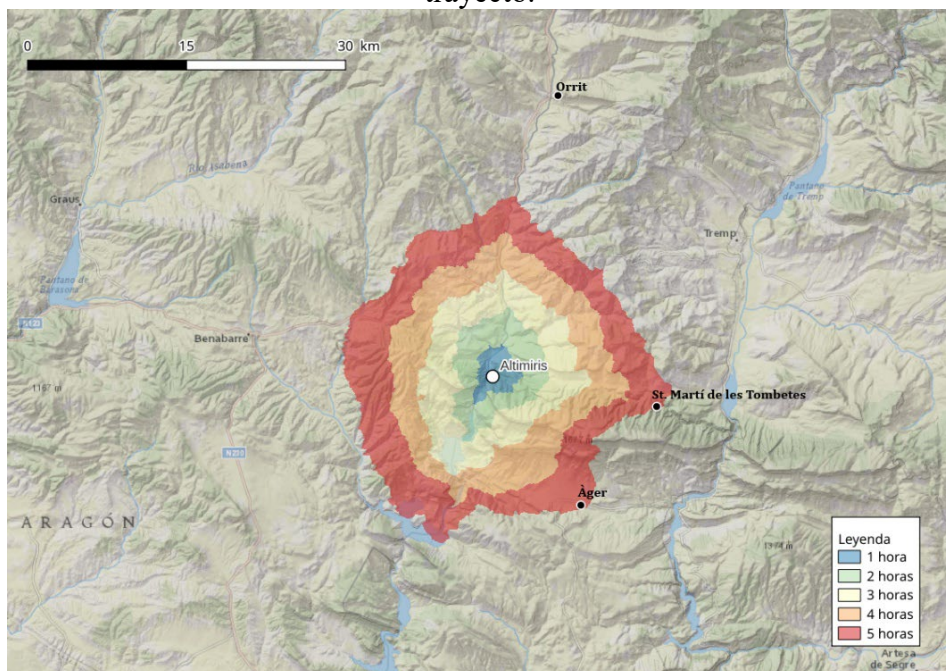 trayecto.
0 15 30 km
Orrit
Río Isábena
Graus
Pantano de Tremp
Tremp
Pantano de Barasona
N-123
Benabarre
Altimiris
1167 m
St. Martí de les Tombetes
N 230
Àger
ARAGÓN
Leyenda
1 hora
2 horas
3 horas
4 horas
5 horas
Artesa
de Segre